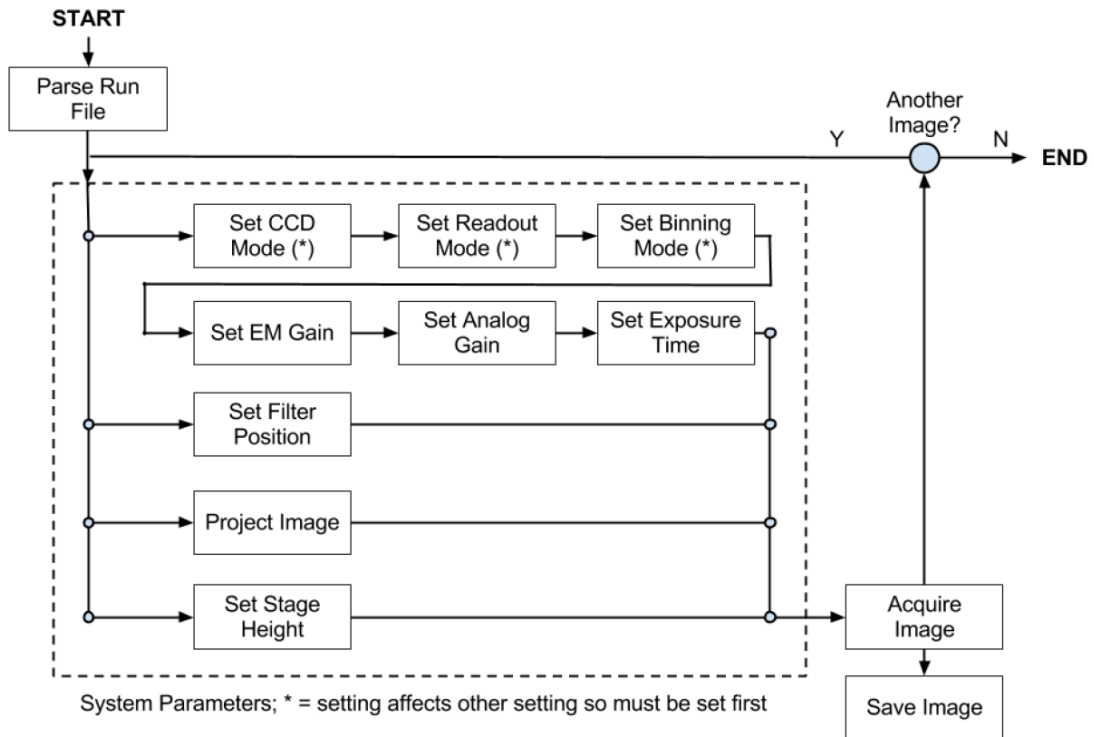 START
Parse Run
File
Another
Image?
Y
N
END
Set CCD
Mode (*)
Set Readout
Mode (*)
Set Binning
Mode (*)
Set EM Gain
Set Analog
Gain
Set Exposure
Time
Set Filter
Position
Project Image
Set Stage
Height
Acquire
Image
Save Image
System Parameters; * = setting affects other setting so must be set first